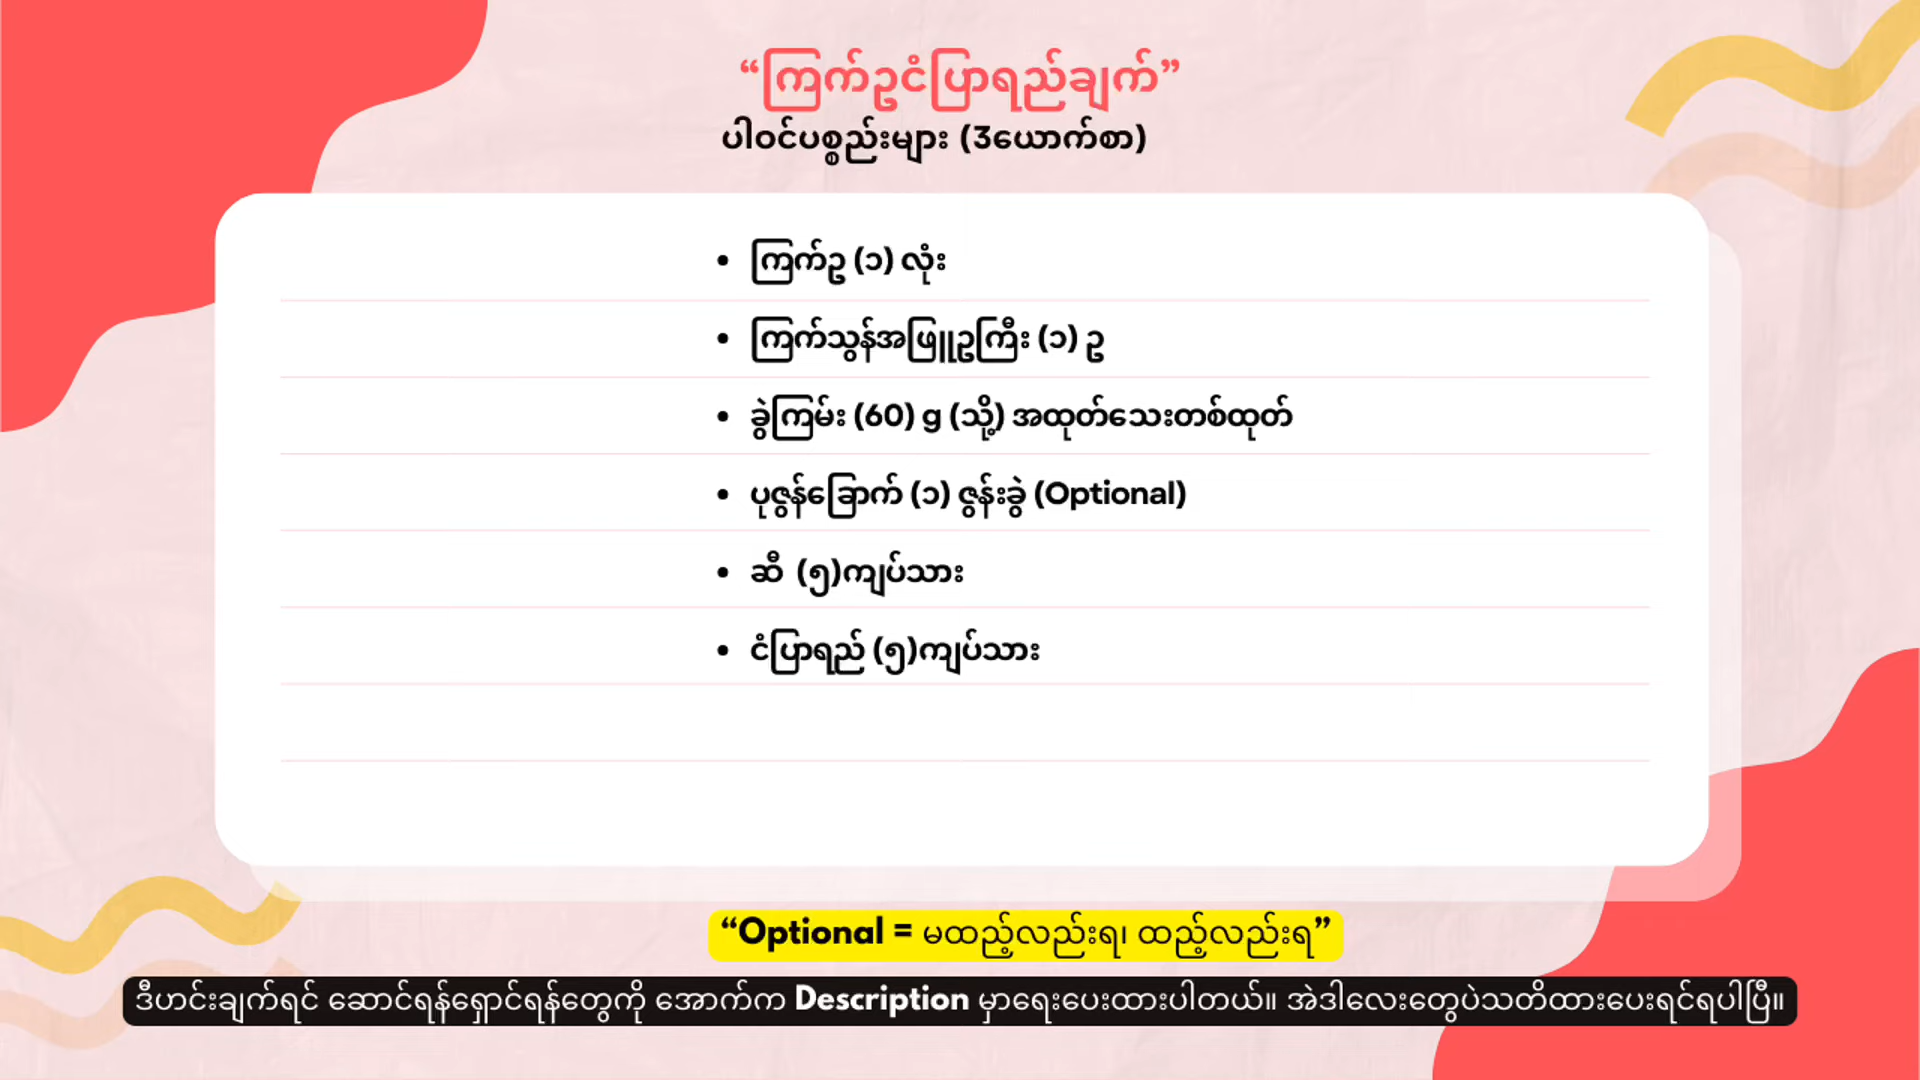 “ကြက်ဥငံပြာရည်ချက်”
ပါဝင်ပစ္စည်းများ (3ယောက်စာ)
• ကြက်ဥ (၁) လုံး
• ကြက်သွန်အဖြူဥကြီး (၁) ဥ
• ခွဲကြမ်း (60) g (သို့) အထုတ်သေးတစ်ထုတ်
• ပုဇွန်ခြောက် (၁) ဇွန်းခွဲ (Optional)
• ဆီ (၅)ကျပ်သား
• ငံပြာရည် (၅)ကျပ်သား
“Optional = မထည့်လည်းရ၊ ထည့်လည်းရ”
ဒီဟင်းချက်ရင် ဆောင်ရန်ရှောင်ရန်တွေကို အောက်က Description မှာရေးပေးထားပါတယ်။ အဲဒါလေးတွေပဲသတိထားပေးရင်ရပါပြီ။